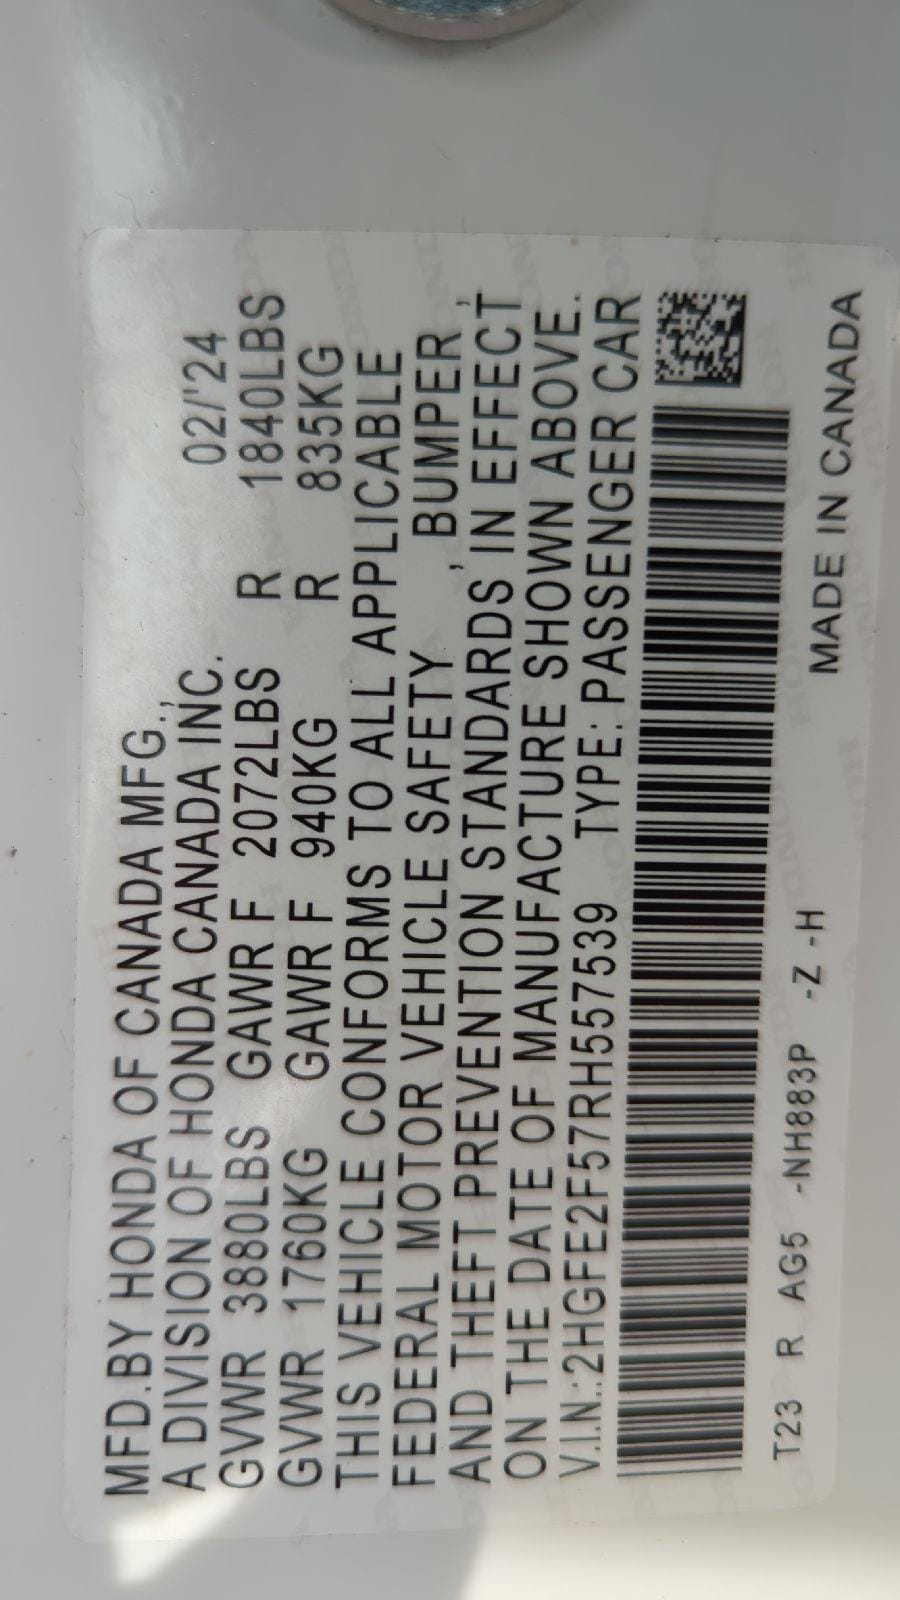 MFD.BY HONDA OF CANADA MFG.,
A DIVISION OF HONDA CANADA INC. 02/'24
GVWR 3880LBS GAWR F 2072LBS R 1840LBS
GVWR 1760KG GAWR F 940KG R 835KG
THIS VEHICLE CONFORMS TO ALL APPLICABLE
FEDERAL MOTOR VEHICLE SAFETY , BUMPER ,
AND THEFT PREVENTION STANDARDS IN EFFECT
ON THE DATE OF MANUFACTURE SHOWN ABOVE.
V.I.N.:2HGFE2F57RH557539 TYPE: PASSENGER CAR
T23 R AG5 -NH883P -Z -H MADE IN CANADA